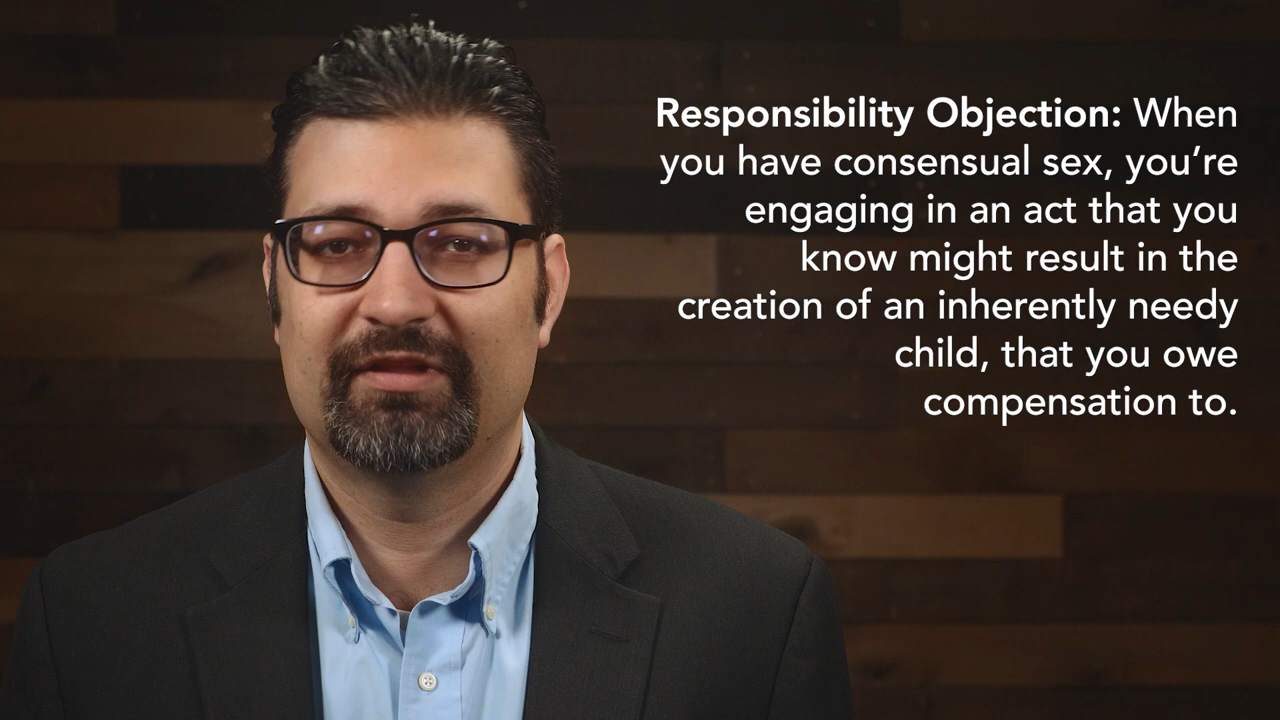 Responsibility Objection: When
you have consensual sex, you’re
engaging in an act that you
know might result in the
creation of an inherently needy
child, that you owe
compensation to.